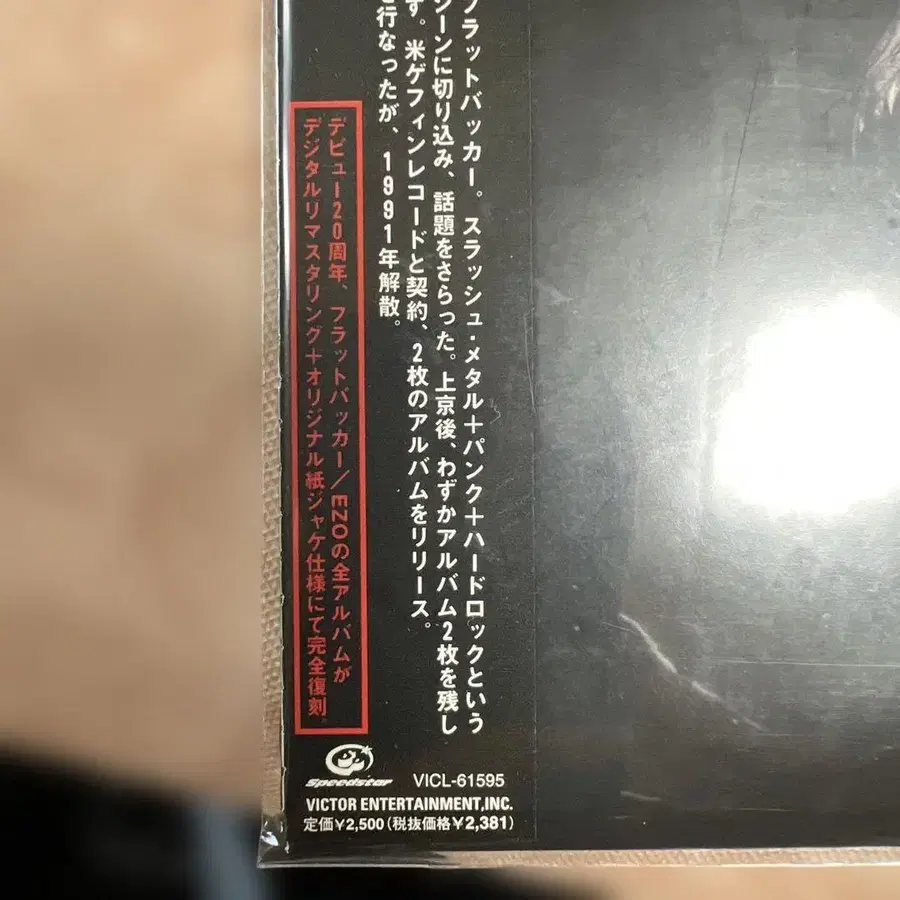 フラットバッカー。スラッシュ・メタル＋パンク＋ハードロックという
シーンに切り込み、話題をさらった。上京後、わずかアルバム2枚を残し
す。米ゲフィンレコードと契約、2枚のアルバムをリリース。
行なったが、1991年解散。
デビュー20周年、フラットバッカー/EZOの全アルバムが
デジタルリマスタリング＋オリジナル紙ジャケ仕様にて完全復刻。
Speedstar
VICL-61595
VICTOR ENTERTAINMENT,INC.
定価¥2,500(税抜価格¥2,381)